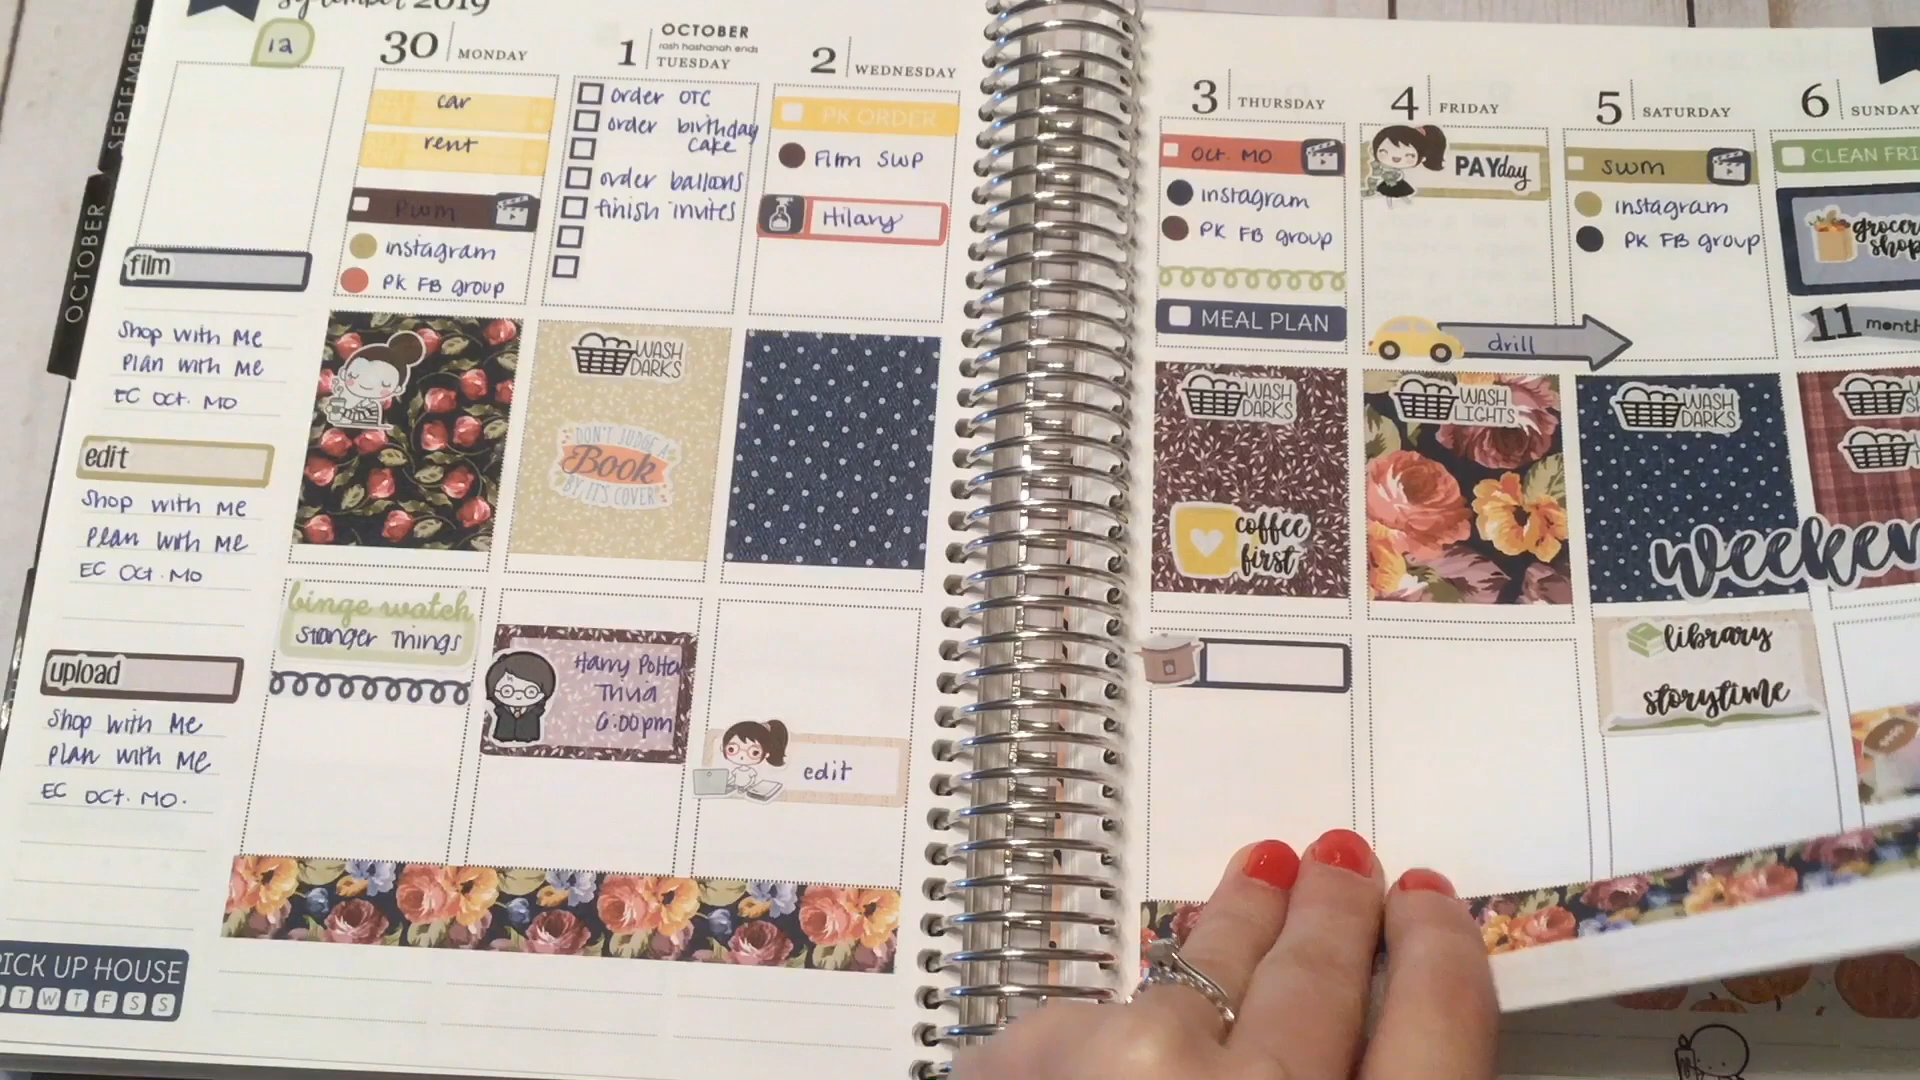 September 2019
SEPTEMBER
OCTOBER
12
film
Shop with Me
Plan with Me
EC Oct. MO
edit
Shop with Me
Plan with Me
EC Oct. MO
upload
Shop with Me
Plan with Me
EC Oct. MO.
PICK UP HOUSE
T W T F S S
30 MONDAY
car
rent
PWM
instagram
PK FB group
binge watch
Stranger Things
OCTOBER
rosh hashanah ends
1 TUESDAY
order OTC
order birthday
cake
order balloons
finish invites
WASH
DARKS
DON'T JUDGE A
Book
BY IT'S COVER
Harry Potter
Trivia
6:00pm
2 WEDNESDAY
PK ORDER
Film SWP
Hilary
edit
3 THURSDAY
Oct. MO
instagram
PK FB group
MEAL PLAN
WASH
DARKS
coffee
first
4 FRIDAY
PAYday
drill
WASH
LIGHTS
5 SATURDAY
SWM
instagram
PK FB group
WASH
DARKS
library
storytime
6 SUNDAY
CLEAN FRI
grocer
shop
11 month
WASH
weeken